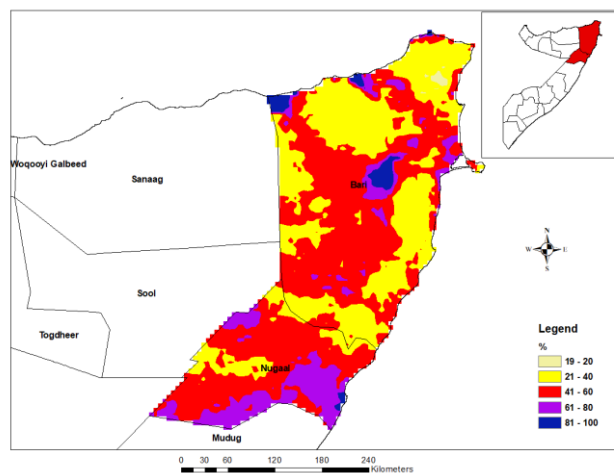 Woqooyi Galbeed
Sanaag
Bari
Sool
Togdheer
Nugaal
Mudug
N
W E
S
Legend
%
19 - 20
21 - 40
41 - 60
61 - 80
81 - 100
0 30 60 120 180 240
Kilometers